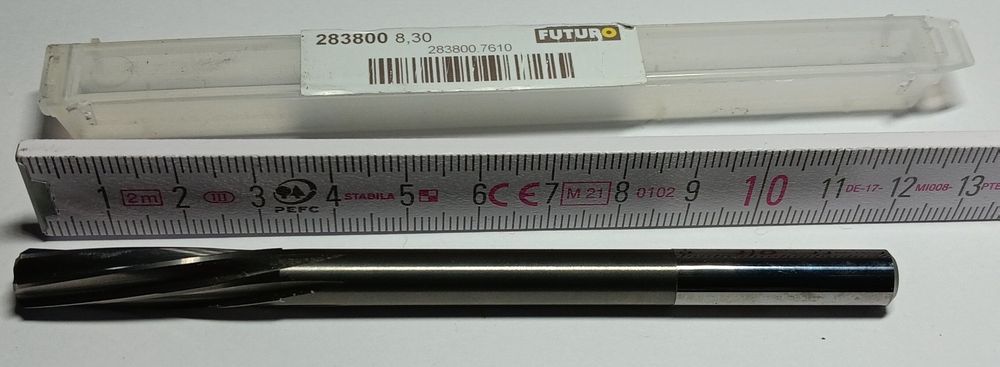 283800 8,30
FUTURO
283800.7610
1 2m 2 III 3 PEFC 4 STABILA 5 6 CE 7 M 21 8 0102 9 10 11 DE-17- 12 MI008- 13 PTB